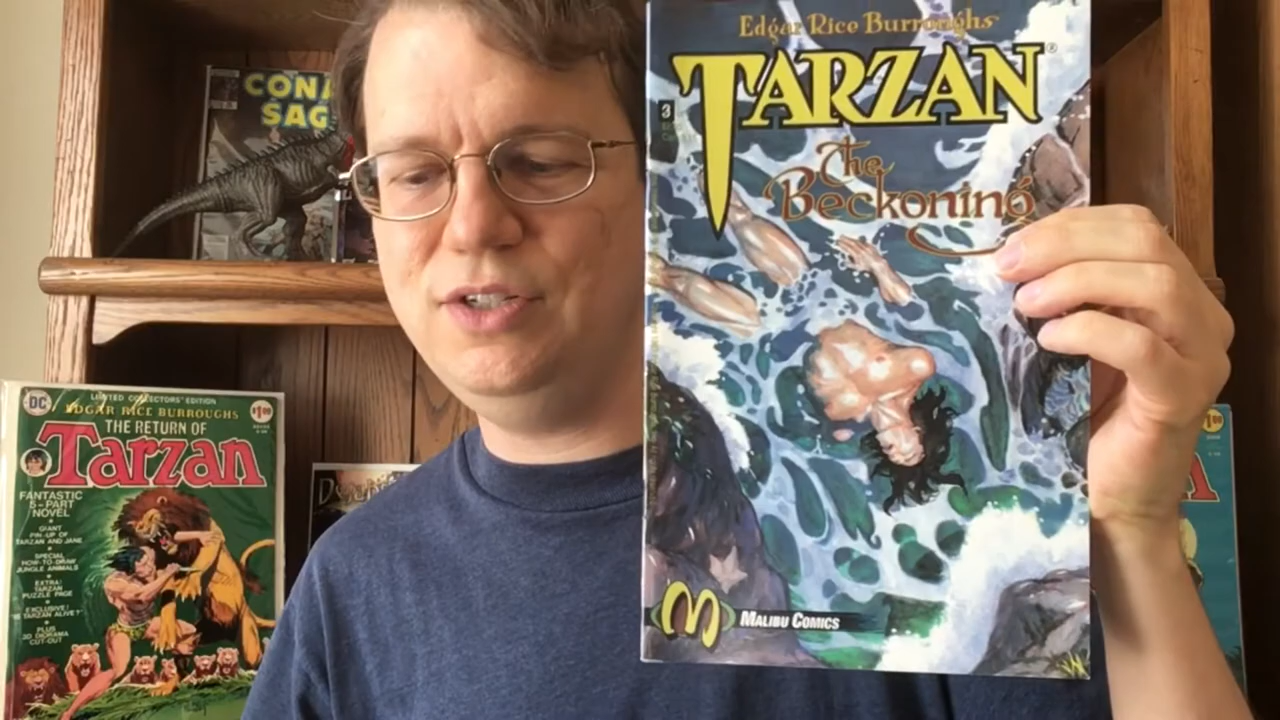 CONA
SAG
Edgar Rice Burroughs
TARZAN®
3
The
Beckoning
M
MALIBU COMICS
DC
LIMITED COLLECTORS' EDITION
$1.00
EDGAR RICE BURROUGHS
THE RETURN OF
Tarzan
FANTASTIC
5-PART
NOVEL
GIANT
PIN-UP OF
TARZAN AND JANE
SPECIAL
HOW-TO-DRAW
JUNGLE ANIMALS
EXTRA!
TARZAN
PUZZLE PAGE
EXCLUSIVE!
"TARZAN ALIVE!"
PLUS
3D DIORAMA
CUT-OUT
$1.00